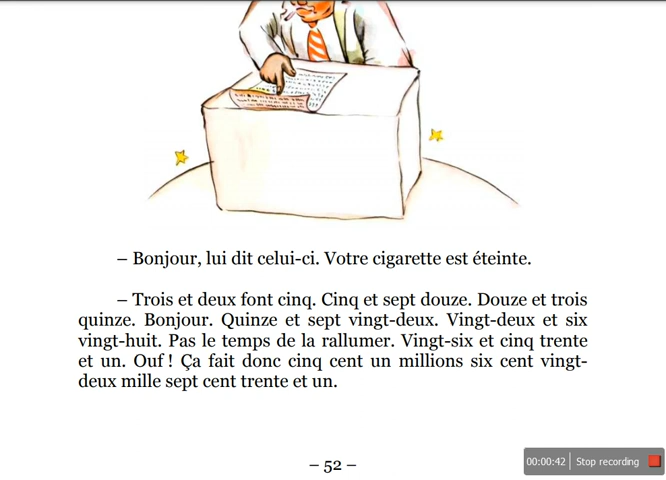 – Bonjour, lui dit celui-ci. Votre cigarette est éteinte.
– Trois et deux font cinq. Cinq et sept douze. Douze et trois
quinze. Bonjour. Quinze et sept vingt-deux. Vingt-deux et six
vingt-huit. Pas le temps de la rallumer. Vingt-six et cinq trente
et un. Ouf ! Ça fait donc cinq cent un millions six cent vingt-
deux mille sept cent trente et un.
– 52 –
00:00:42 Stop recording